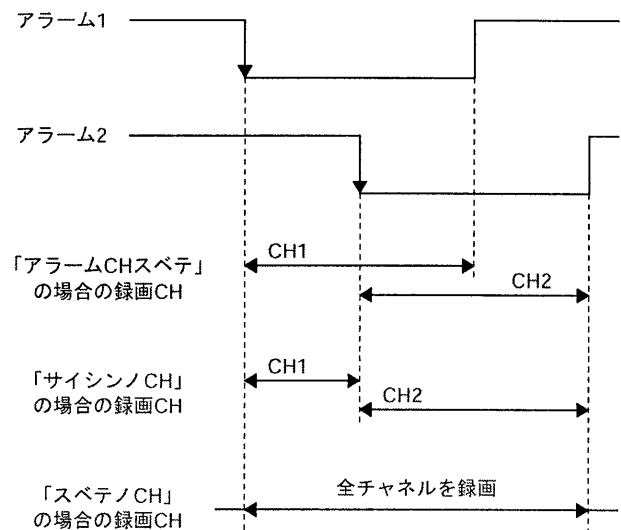 アラーム1
アラーム2
「アラームCHスベテ」
の場合の録画CH
CH1
CH2
「サイシンノCH」
の場合の録画CH
CH1
CH2
「スベテノCH」
の場合の録画CH
全チャネルを録画